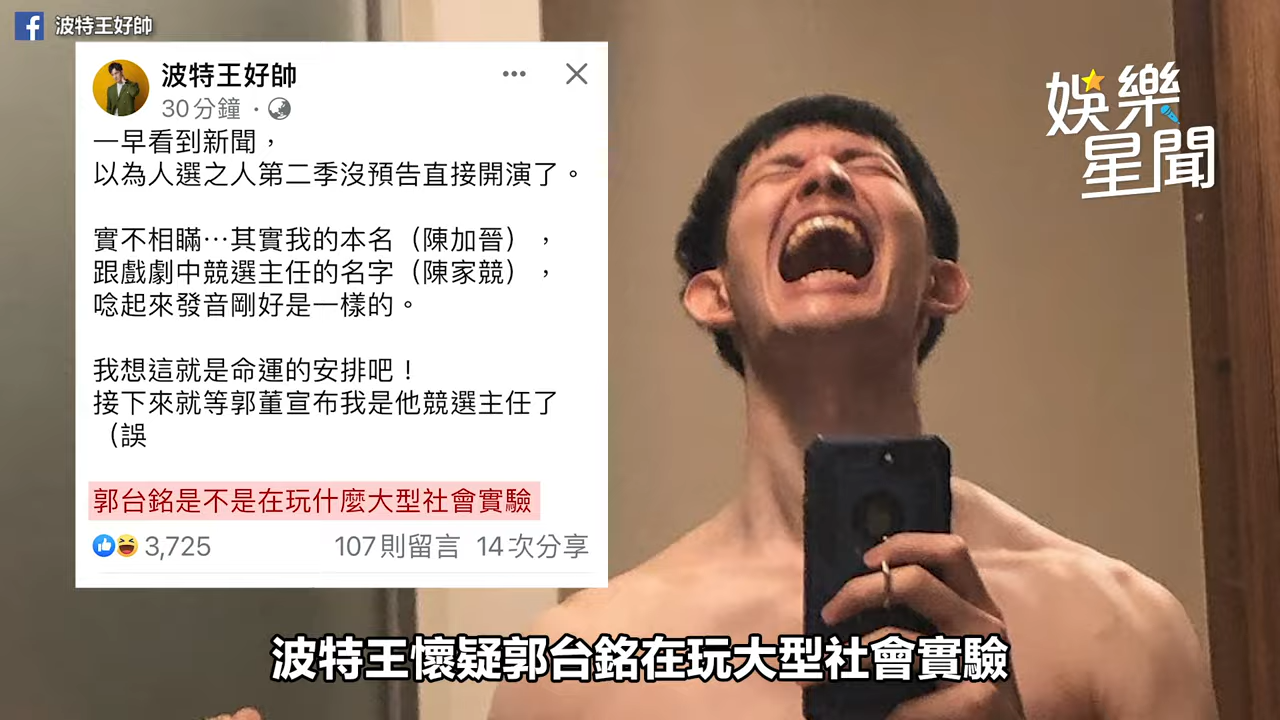 波特王好帥
波特王好帥
30分鐘・
一早看到新聞，
以為人選之人第二季沒預告直接開演了。
實不相瞞…其實我的本名（陳加晉），
跟戲劇中競選主任的名字（陳家競），
唸起來發音剛好是一樣的。
我想這就是命運的安排吧！
接下來就等郭董宣布我是他競選主任了
（誤
郭台銘是不是在玩什麼大型社會實驗
3,725 107則留言 14次分享
娛樂
星聞
波特王懷疑郭台銘在玩大型社會實驗